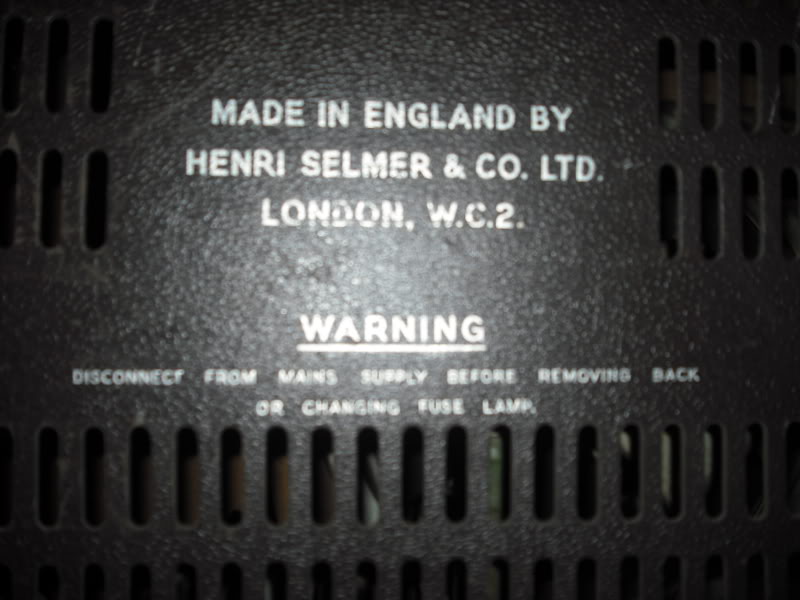 MADE IN ENGLAND BY
HENRI SELMER & CO. LTD.
LONDON, W.C.2.
WARNING
DISCONNECT FROM MAINS SUPPLY BEFORE REMOVING BACK
OR CHANGING FUSE LAMP.